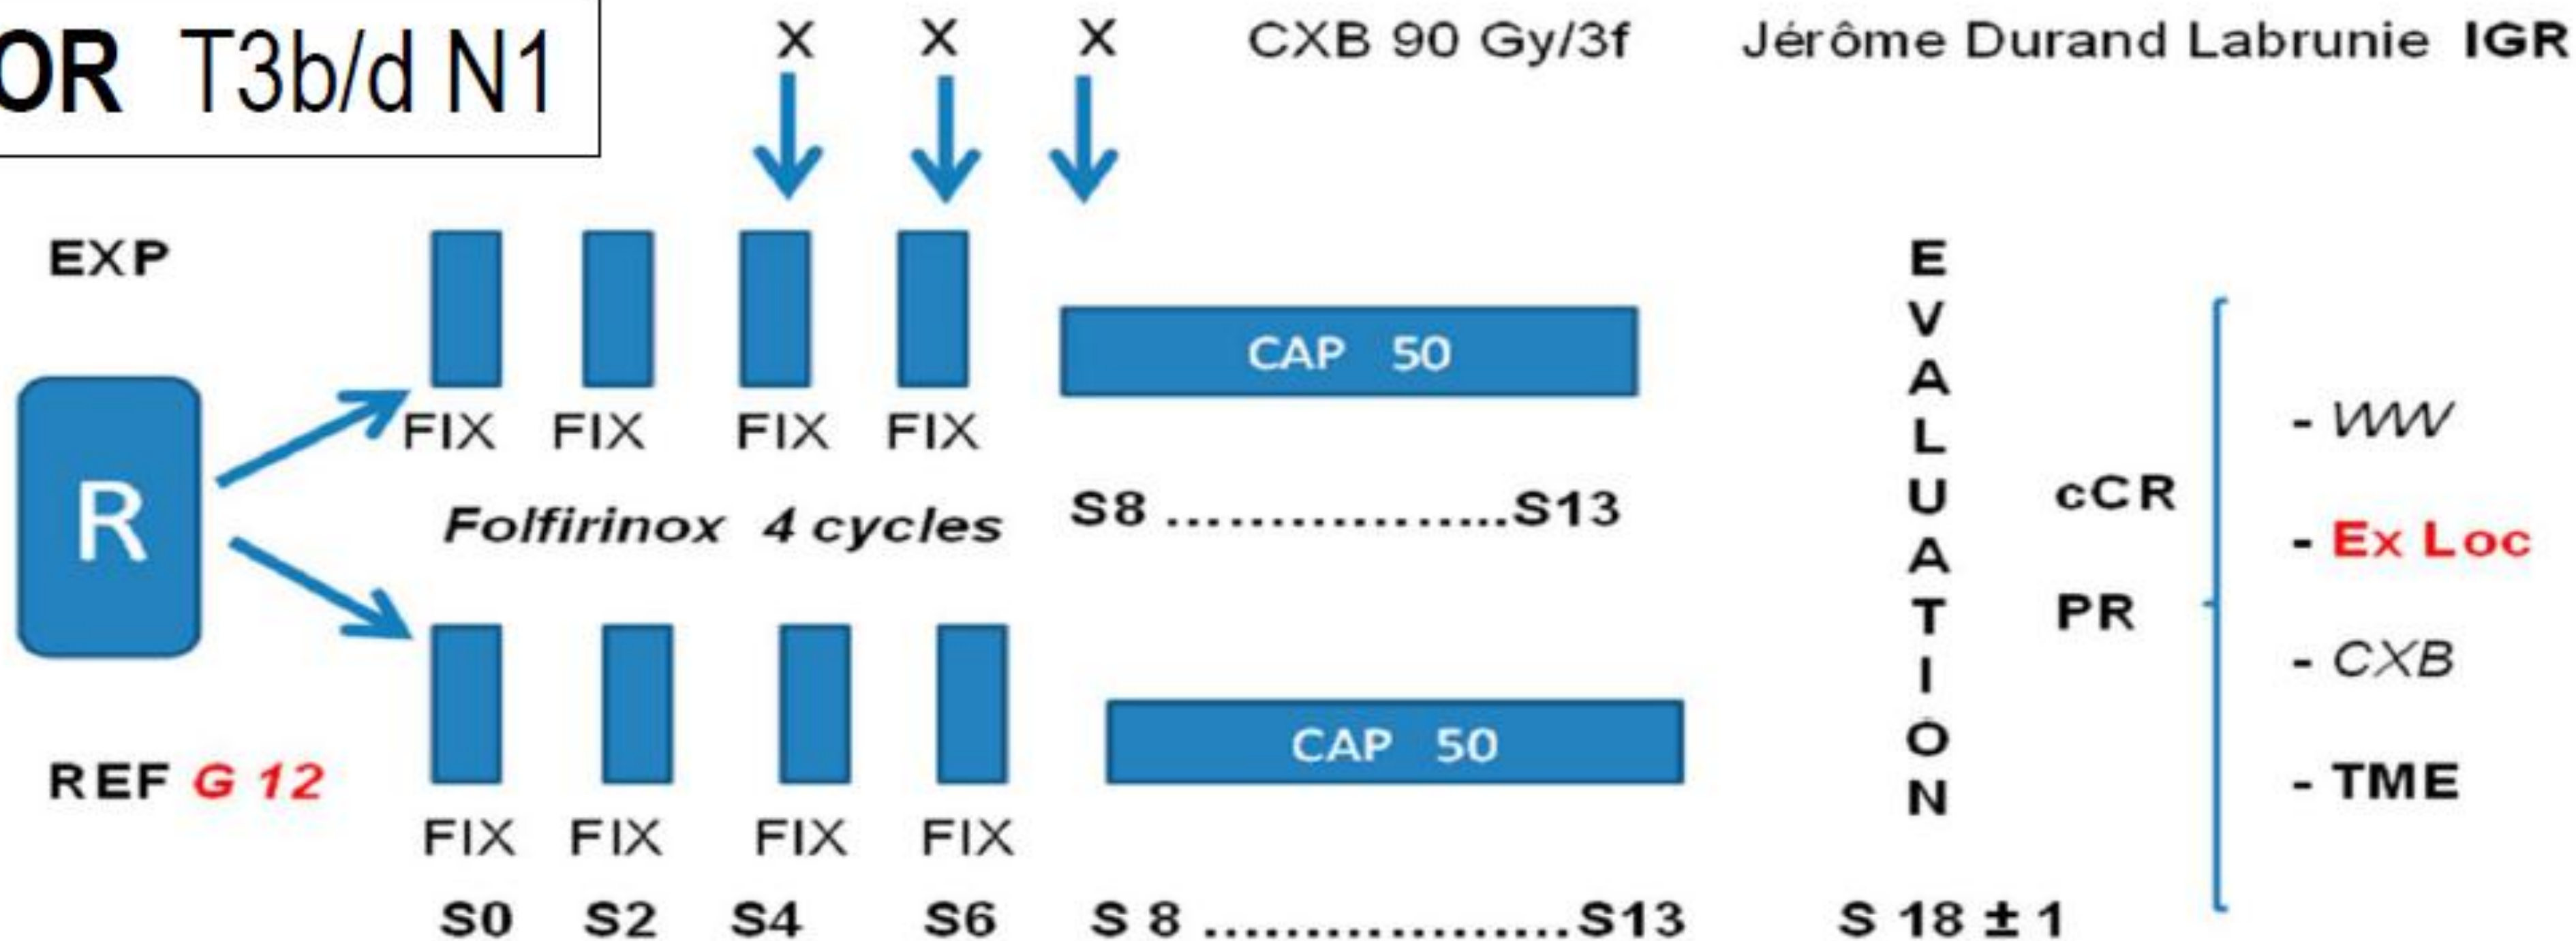 OR T3b/d N1
X X X CXB 90 Gy/3f Jérôme Durand Labrunie IGR
EXP
CAP 50
FIX FIX FIX FIX
R
Folfirinox 4 cycles
S8 ..................S13
REF G 12
CAP 50
FIX FIX FIX FIX
S0 S2 S4 S6 S 8 ...................S13 S 18 ± 1
EVALUATION
cCR
PR
- WW
- Ex Loc
- CXB
- TME